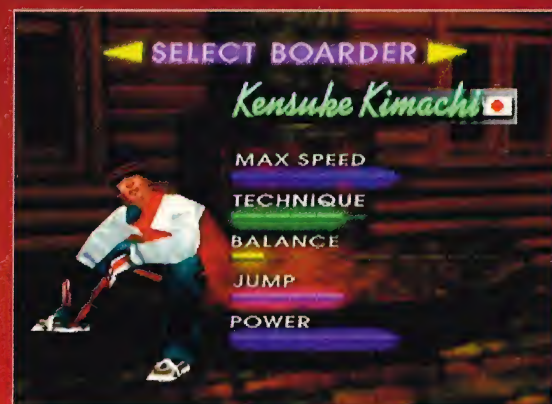 SELECT BOARDER
Kensuke Kimachi
MAX SPEED
TECHNIQUE
BALANCE
JUMP
POWER